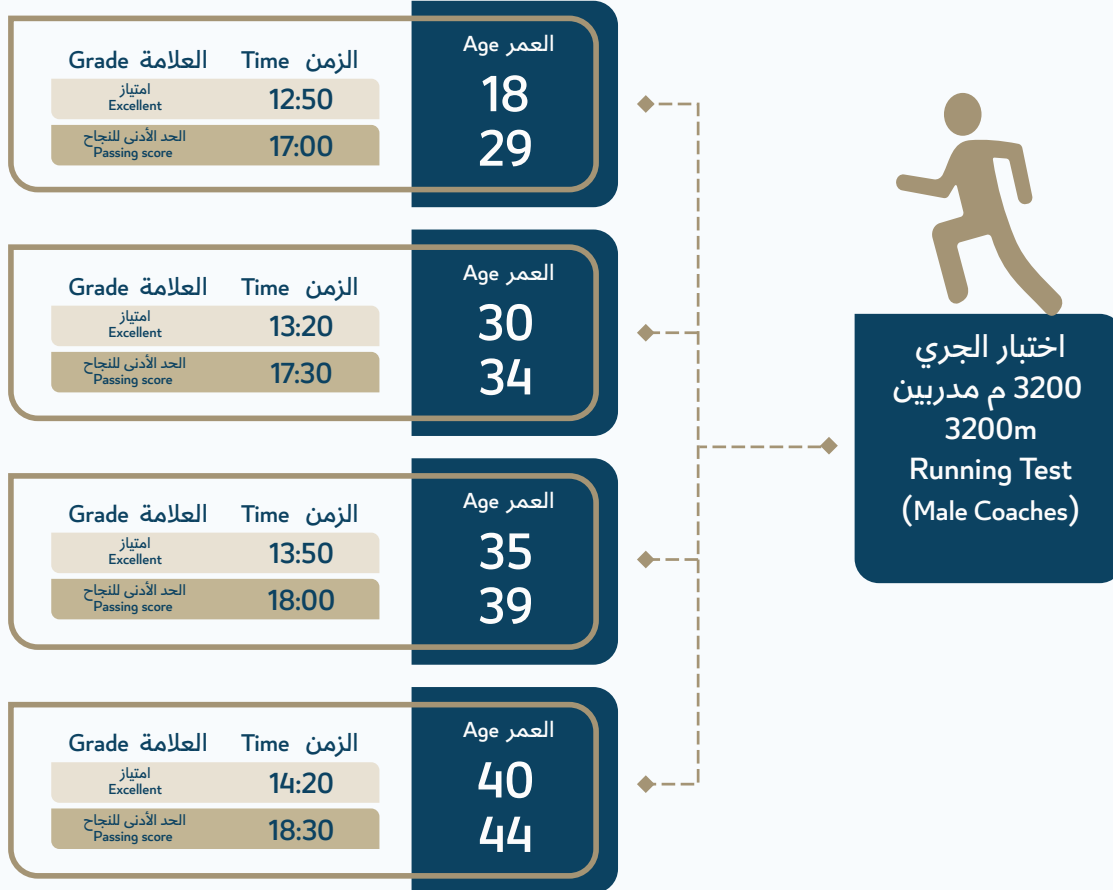 اختبار الجري
3200 م مدربين
3200m
Running Test
(Male Coaches)
العمر Age
18
29
الزمن Time العلامة Grade
12:50 امتياز
Excellent
17:00 الحد الأدنى للنجاح
Passing score
العمر Age
30
34
الزمن Time العلامة Grade
13:20 امتياز
Excellent
17:30 الحد الأدنى للنجاح
Passing score
العمر Age
35
39
الزمن Time العلامة Grade
13:50 امتياز
Excellent
18:00 الحد الأدنى للنجاح
Passing score
العمر Age
40
44
الزمن Time العلامة Grade
14:20 امتياز
Excellent
18:30 الحد الأدنى للنجاح
Passing score